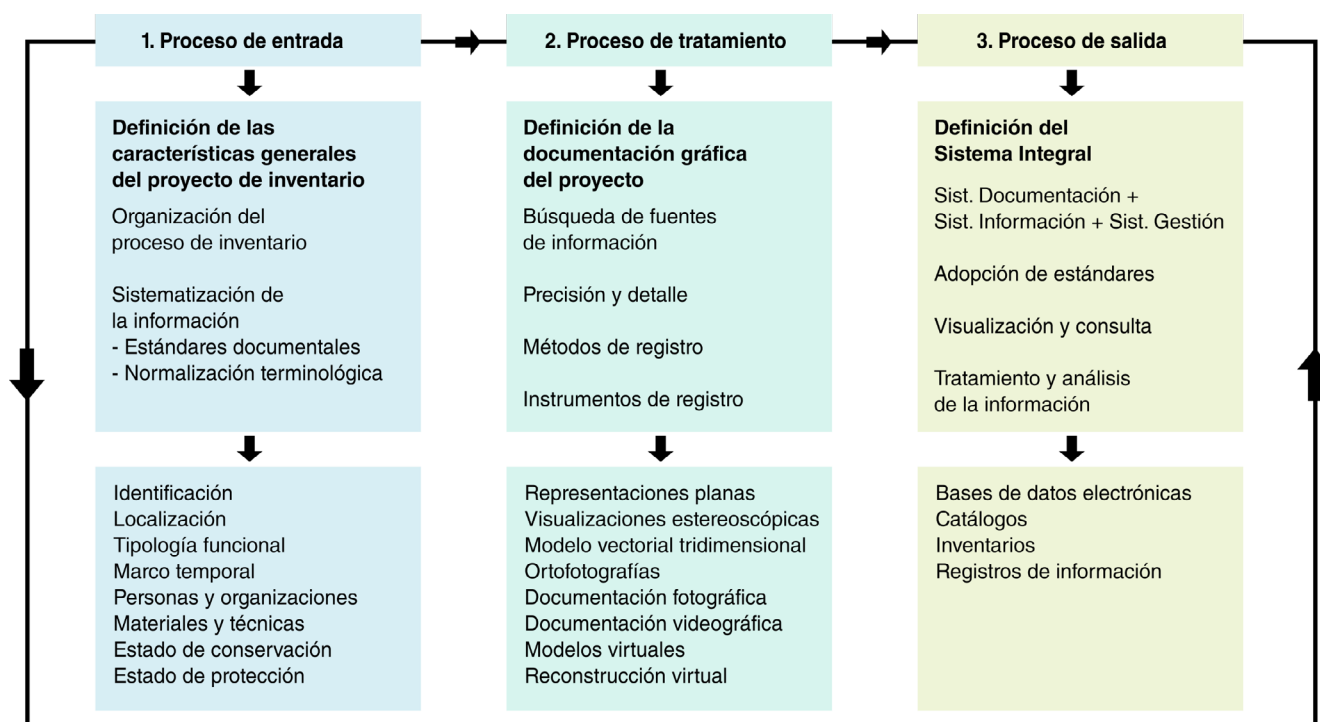 1. Proceso de entrada
2. Proceso de tratamiento
3. Proceso de salida
Definición de las
características generales
del proyecto de inventario
Organización del
proceso de inventario
Sistematización de
la información
- Estándares documentales
- Normalización terminológica
Definición de la
documentación gráfica
del proyecto
Búsqueda de fuentes
de información
Precisión y detalle
Métodos de registro
Instrumentos de registro
Definición del
Sistema Integral
Sist. Documentación +
Sist. Información + Sist. Gestión
Adopción de estándares
Visualización y consulta
Tratamiento y análisis
de la información
Identificación
Localización
Tipología funcional
Marco temporal
Personas y organizaciones
Materiales y técnicas
Estado de conservación
Estado de protección
Representaciones planas
Visualizaciones estereoscópicas
Modelo vectorial tridimensional
Ortofotografías
Documentación fotográfica
Documentación videográfica
Modelos virtuales
Reconstrucción virtual
Bases de datos electrónicas
Catálogos
Inventarios
Registros de información